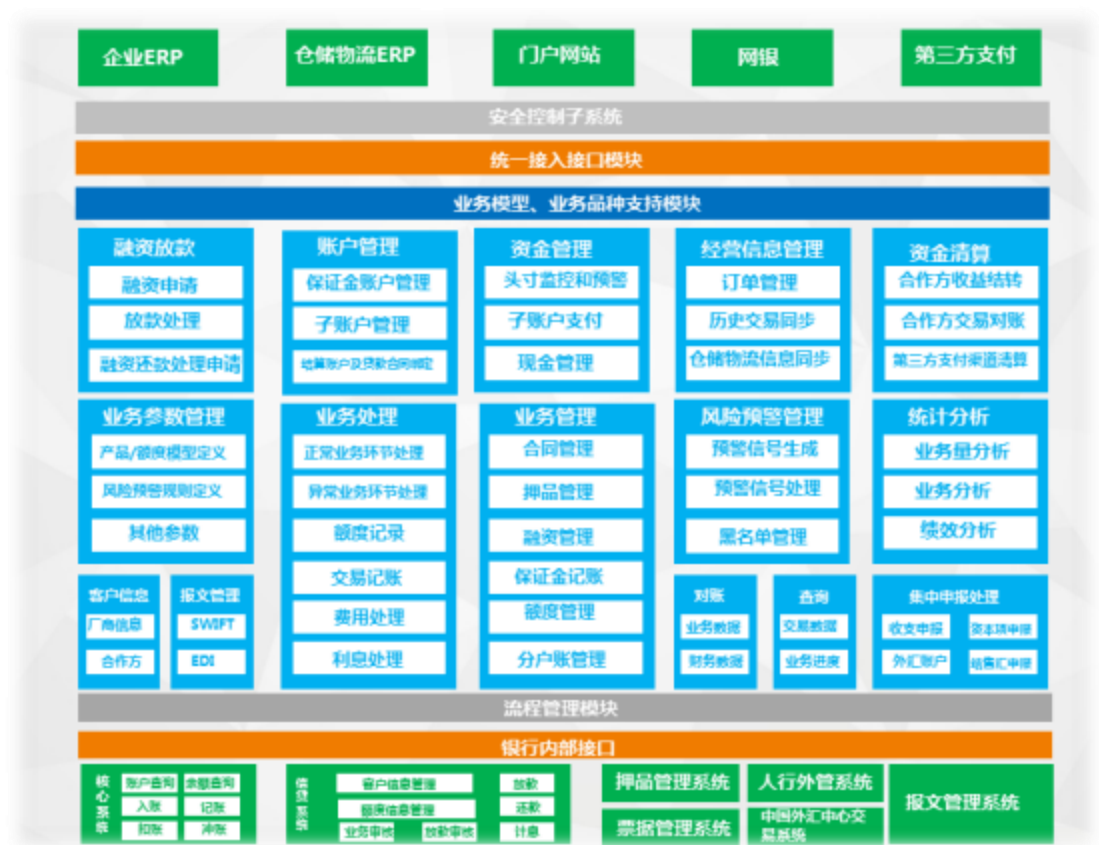 企业ERP
仓储物流ERP
门户网站
网银
第三方支付
安全控制子系统
统一接入接口模块
业务模型、业务品种支持模块
融资放款
融资申请
放款处理
融资还款处理申请
账户管理
保证金账户管理
子账户管理
结算账户及贷款合同绑定
资金管理
头寸监控和预警
子账户支付
现金管理
经营信息管理
订单管理
历史交易同步
仓储物流信息同步
资金清算
合作方收益结转
合作方交易对账
第三方支付渠道清算
业务参数管理
产品/额度模型定义
风险预警规则定义
其他参数
业务处理
正常业务环节处理
异常业务环节处理
额度记录
交易记账
费用处理
利息处理
业务管理
合同管理
押品管理
融资管理
保证金记账
额度管理
分户账管理
风险预警管理
预警信号生成
预警信号处理
黑名单管理
统计分析
业务量分析
业务分析
绩效分析
客户信息
厂商信息
合作方
报文管理
SWIFT
EDI
对账
业务数据
财务数据
查询
交易数据
业务进度
集中申报处理
收支申报
资本项申报
外汇账户
结售汇申报
流程管理模块
银行内部接口
核心系统
账户查询
余额查询
入账
记账
扣账
冲账
信贷系统
客户信息管理
放款
额度信息管理
还款
业务审核
放款审核
计息
押品管理系统
人行外管系统
票据管理系统
中国外汇中心交
易系统
报文管理系统